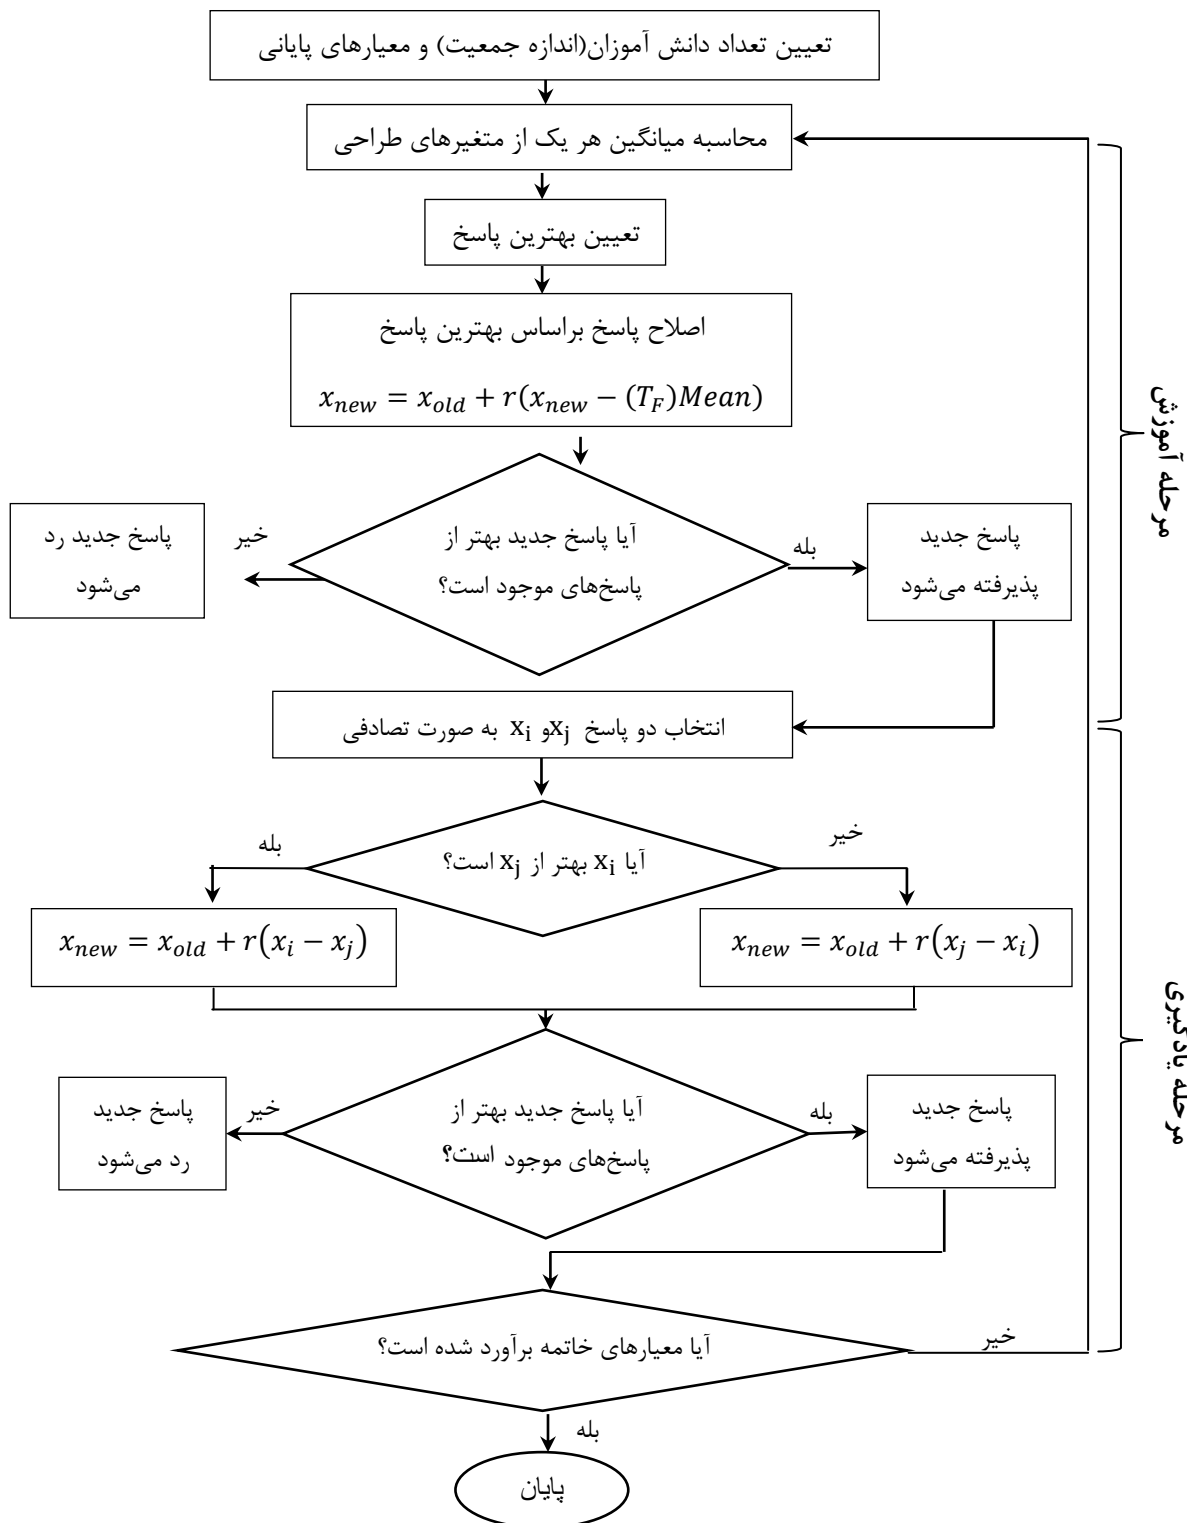 تعیین تعداد دانش آموزان(اندازه جمعیت) و معیارهای پایانی
محاسبه میانگین هر یک از متغیرهای طراحی
تعیین بهترین پاسخ
اصلاح پاسخ براساس بهترین پاسخ
x_new = x_old + r(x_new − (T_F)Mean)
مرحله آموزش
آیا پاسخ جدید بهتر از
پاسخ‌های موجود است؟
بله
پاسخ جدید
پذیرفته می‌شود
خیر
پاسخ جدید رد
می‌شود
انتخاب دو پاسخ x_j و x_i به صورت تصادفی
آیا x_i بهتر از x_j است؟
خیر
بله
x_new = x_old + r(x_j − x_i)
x_new = x_old + r(x_i − x_j)
مرحله یادگیری
آیا پاسخ جدید بهتر از
پاسخ‌های موجود است؟
بله
پاسخ جدید
پذیرفته می‌شود
خیر
پاسخ جدید
رد می‌شود
آیا معیارهای خاتمه برآورد شده است؟
خیر
بله
پایان